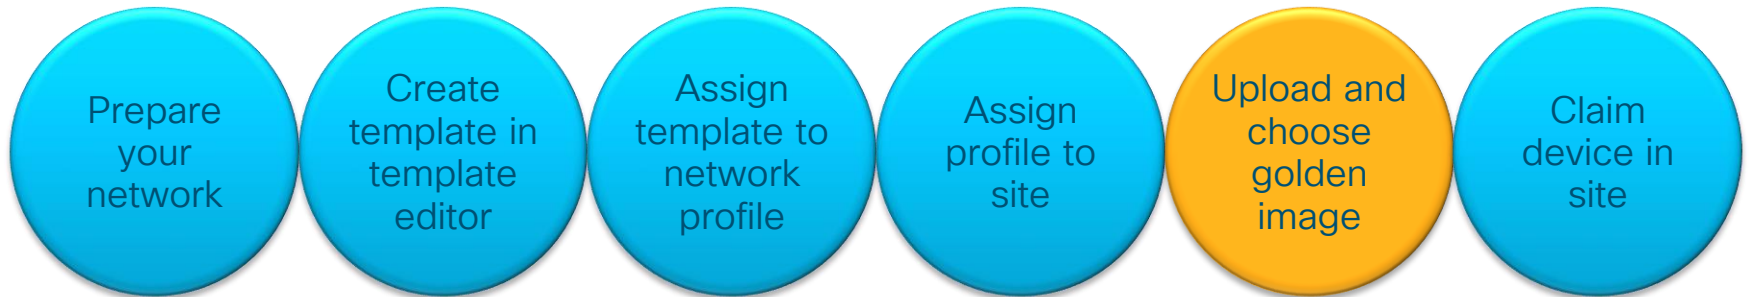 Prepare
your
network
Create
template in
template
editor
Assign
template to
network
profile
Assign
profile to
site
Upload and
choose
golden
image
Claim
device in
site